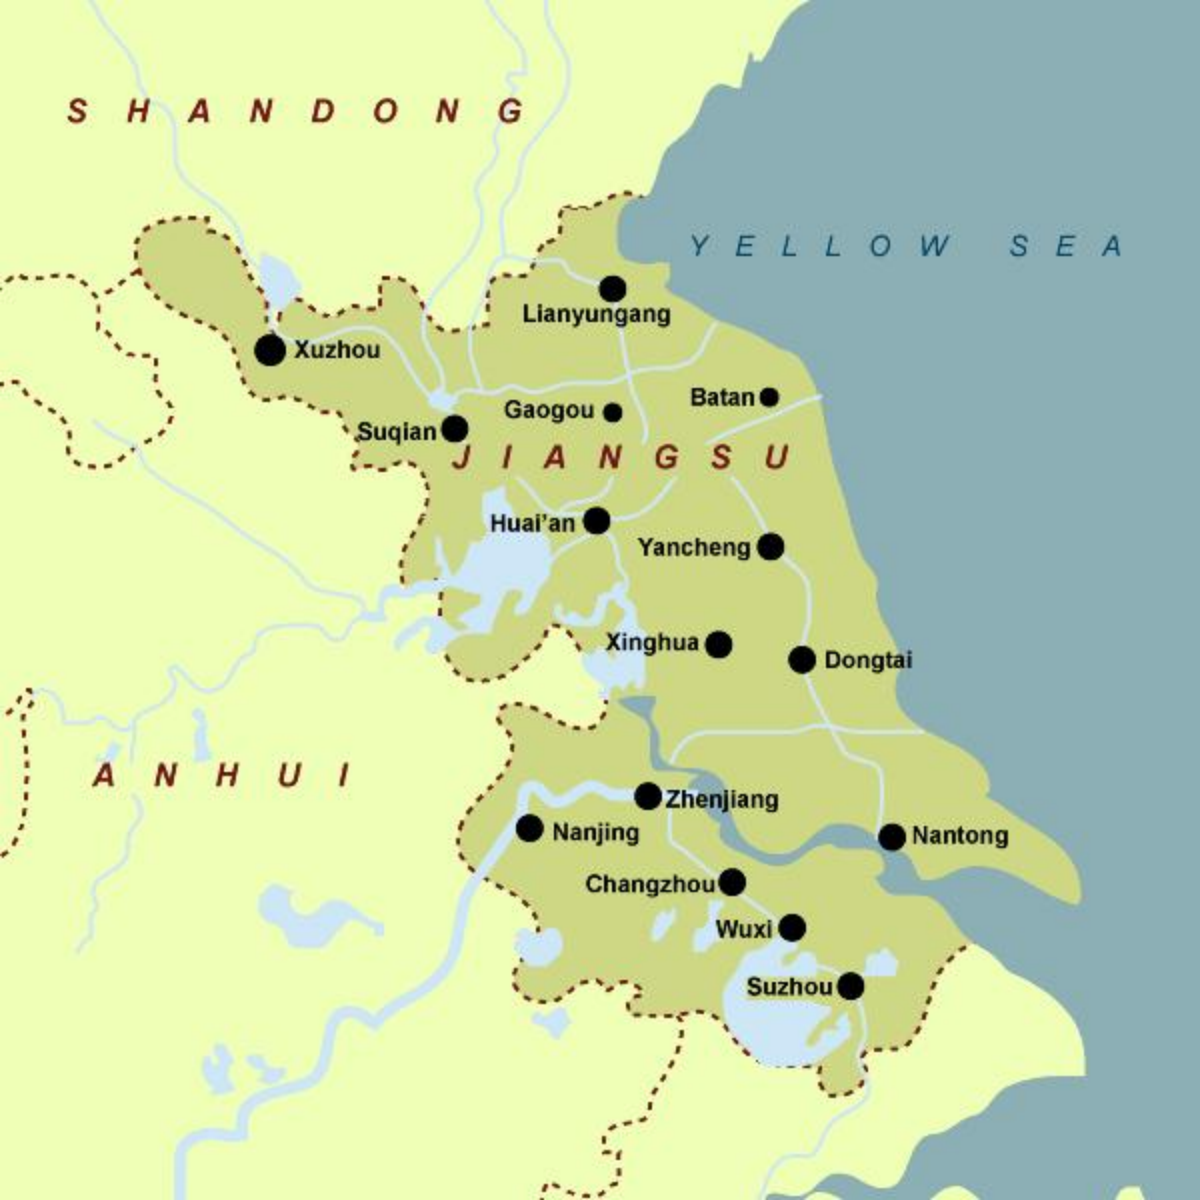 SHANDONG
YELLOW SEA
Lianyungang
Xuzhou
Batan
Gaogou
Suqian
JIANGSU
Huai'an
Yancheng
Xinghua
Dongtai
ANHUI
Zhenjiang
Nanjing
Nantong
Changzhou
Wuxi
Suzhou